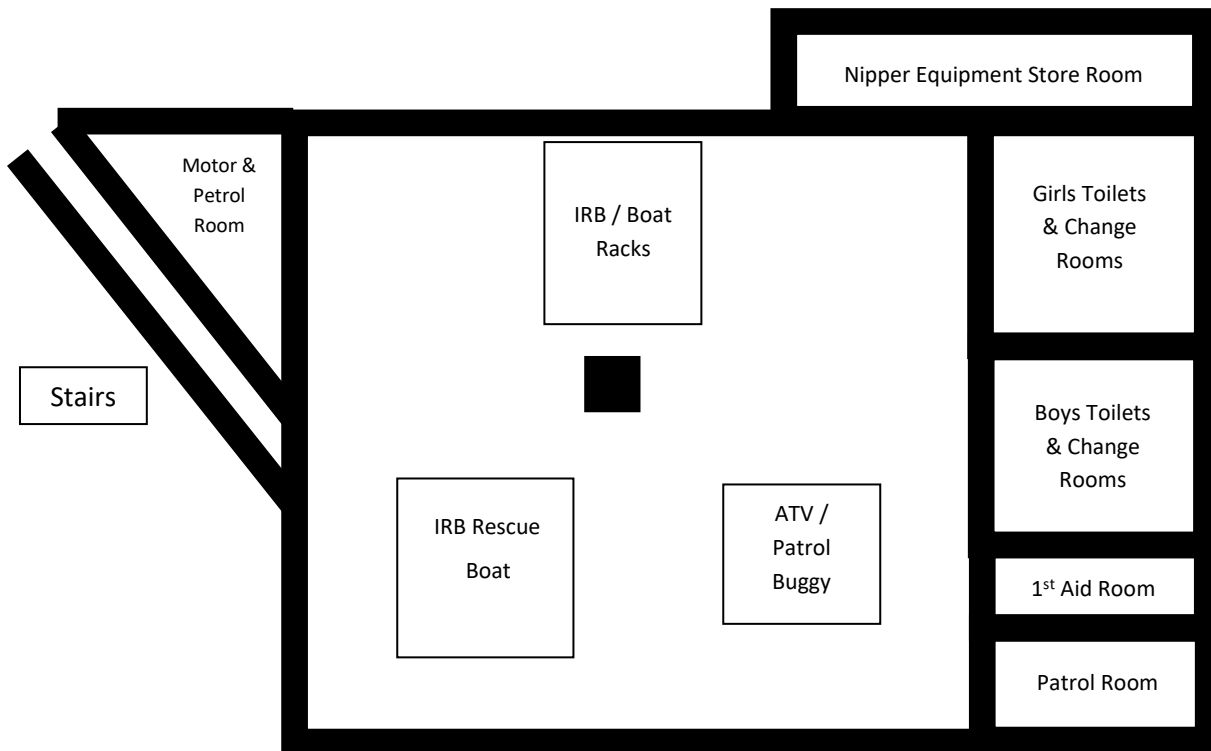 Nipper Equipment Store Room
Motor &
Petrol
Room
IRB / Boat
Racks
Girls Toilets
& Change
Rooms
Stairs
Boys Toilets
& Change
Rooms
IRB Rescue
Boat
ATV /
Patrol
Buggy
1st Aid Room
Patrol Room